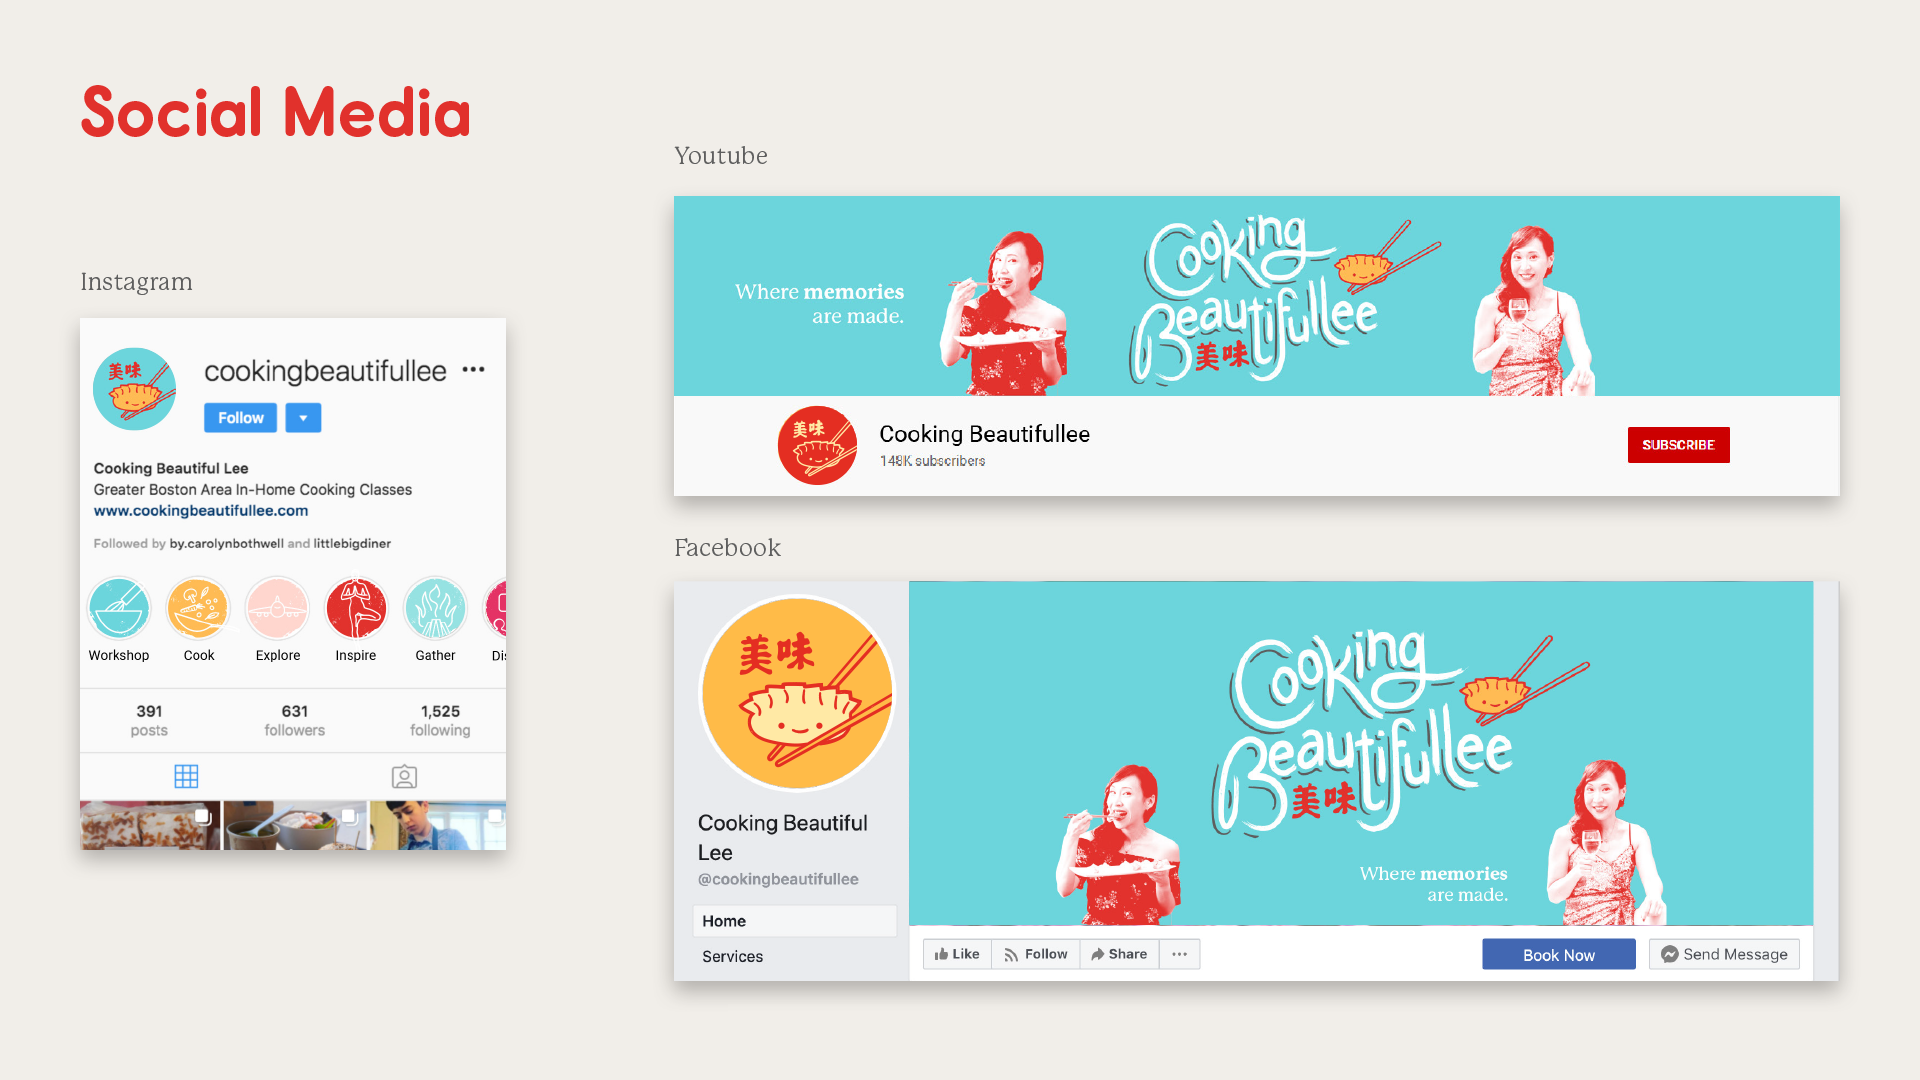 Social Media
Instagram
美味
cookingbeautifullee •••
Follow
Cooking Beautiful Lee
Greater Boston Area In-Home Cooking Classes
www.cookingbeautifullee.com
Followed by by.carolynbothwell and littlebigdiner
Workshop Cook Explore Inspire Gather Di
391 631 1,525
posts followers following
Youtube
Where memories
are made.
Cooking
Beautifullee
美味
美味
Cooking Beautifullee
148K subscribers
SUBSCRIBE
Facebook
美味
Cooking Beautiful
Lee
@cookingbeautifullee
Home
Services
Cooking
Beautifullee
美味
Where memories
are made.
Like Follow Share ••• Book Now Send Message